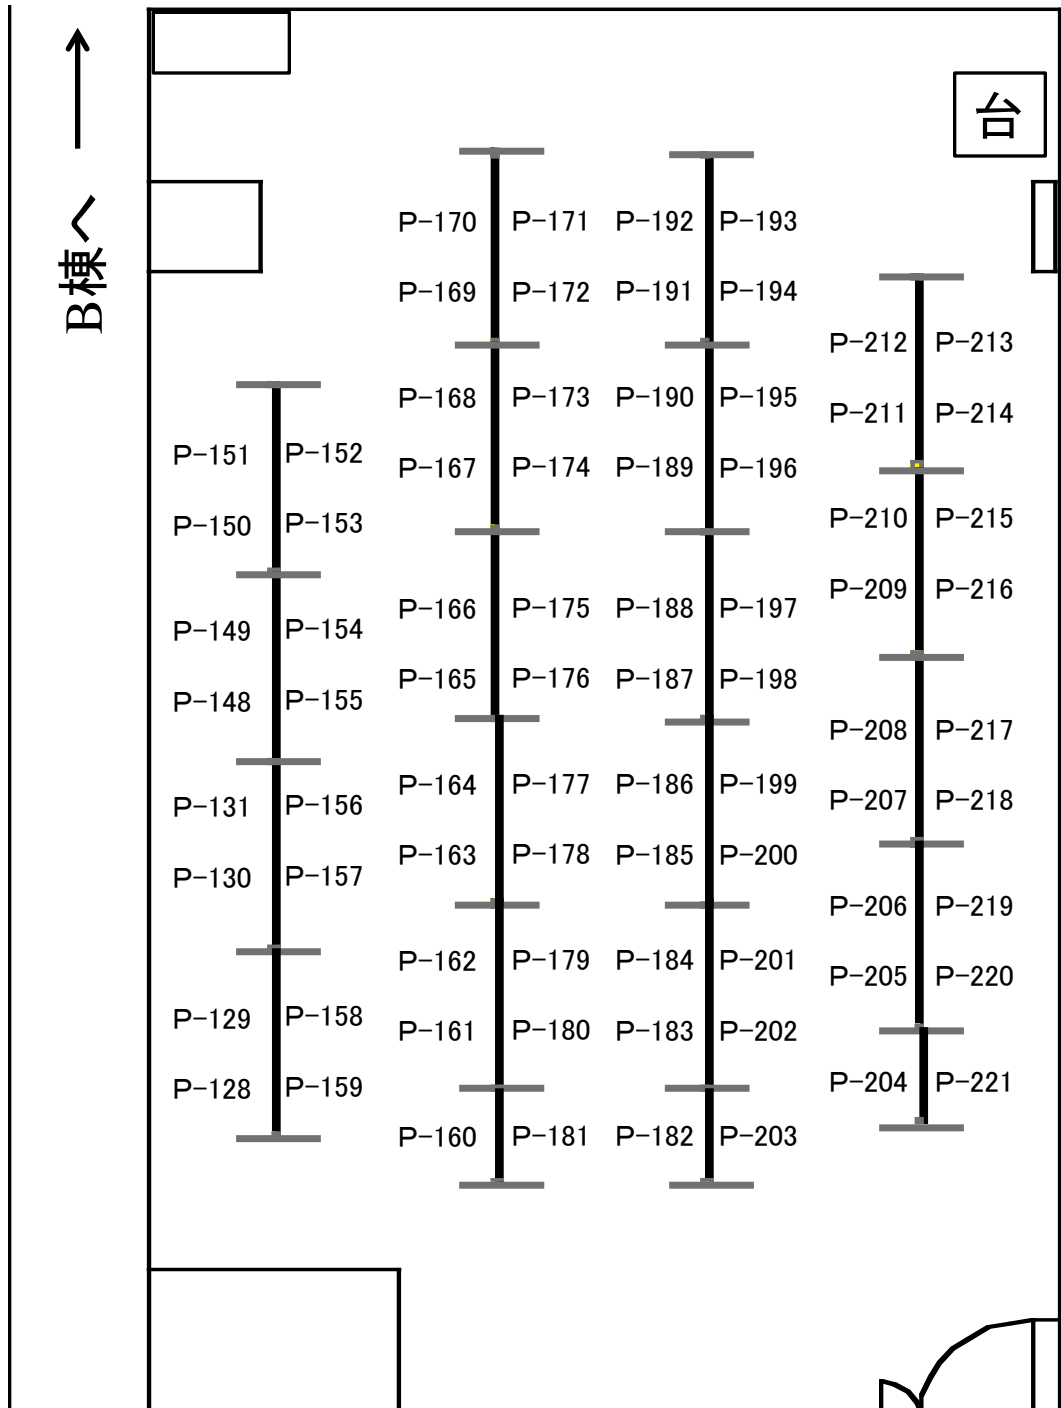 台
B棟へ
P-170 P-171 P-192 P-193
P-169 P-172 P-191 P-194
P-212 P-213
P-168 P-173 P-190 P-195
P-211 P-214
P-151 P-152
P-167 P-174 P-189 P-196
P-150 P-153
P-210 P-215
P-209 P-216
P-166 P-175 P-188 P-197
P-149 P-154
P-165 P-176 P-187 P-198
P-148 P-155
P-208 P-217
P-164 P-177 P-186 P-199
P-131 P-156
P-207 P-218
P-163 P-178 P-185 P-200
P-130 P-157
P-206 P-219
P-162 P-179 P-184 P-201
P-205 P-220
P-129 P-158
P-161 P-180 P-183 P-202
P-128 P-159
P-204 P-221
P-160 P-181 P-182 P-203